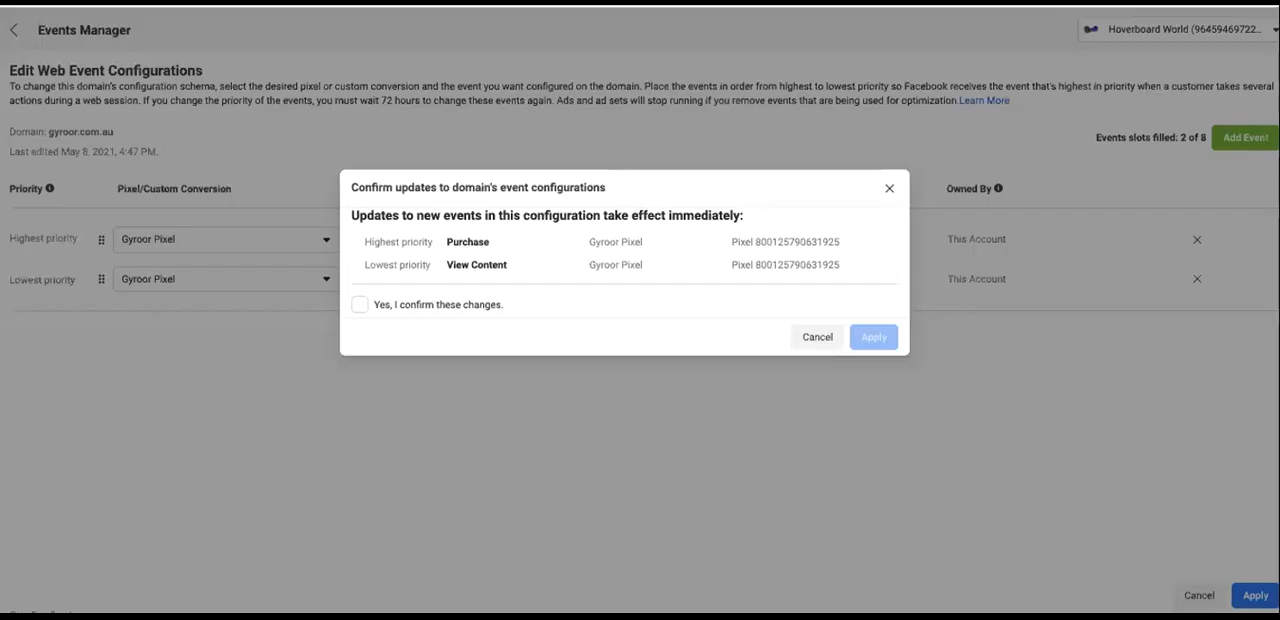 Events Manager
Hoverboard World (96459469722...
Edit Web Event Configurations
To change this domain's configuration schema, select the desired pixel or custom conversion and the event you want configured on the domain. Place the events in order from highest to lowest priority so Facebook receives the event that's highest in priority when a customer takes several
actions during a web session. If you change the priority of the events, you must wait 72 hours to change these events again. Ads and ad sets will stop running if you remove events that are being used for optimization.Learn More
Domain: gyroor.com.au
Events slots filled: 2 of 8
Add Event
Last edited May 8, 2021, 4:47 PM.
Priority
Pixel/Custom Conversion
Owned By
Confirm updates to domain's event configurations
Updates to new events in this configuration take effect immediately:
Highest priority Purchase Gyroor Pixel Pixel 800125790631925
Lowest priority View Content Gyroor Pixel Pixel 800125790631925
Yes, I confirm these changes.
Cancel Apply
Highest priority Gyroor Pixel This Account
Lowest priority Gyroor Pixel This Account
Cancel Apply